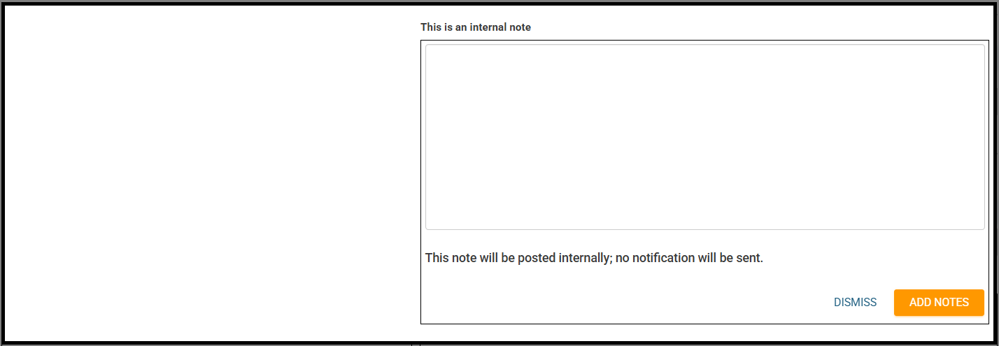 This is an internal note
This note will be posted internally; no notification will be sent.
DISMISS ADD NOTES